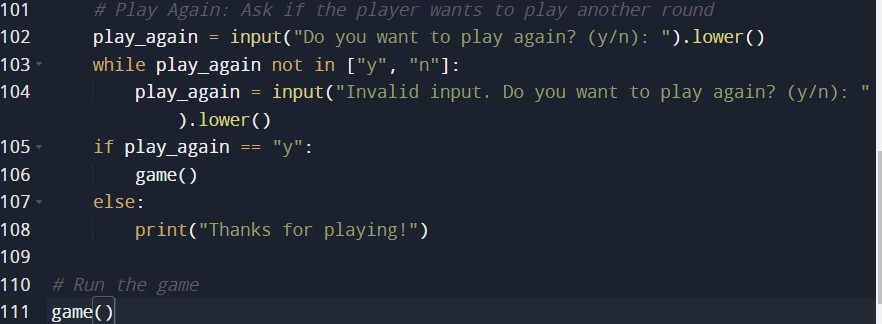 101 # Play Again: Ask if the player wants to play another round
102 play_again = input("Do you want to play again? (y/n): ").lower()
103 while play_again not in ["y", "n"]:
104 play_again = input("Invalid input. Do you want to play again? (y/n): "
).lower()
105 if play_again == "y":
106 game()
107 else:
108 print("Thanks for playing!")
109
110 # Run the game
111 game()